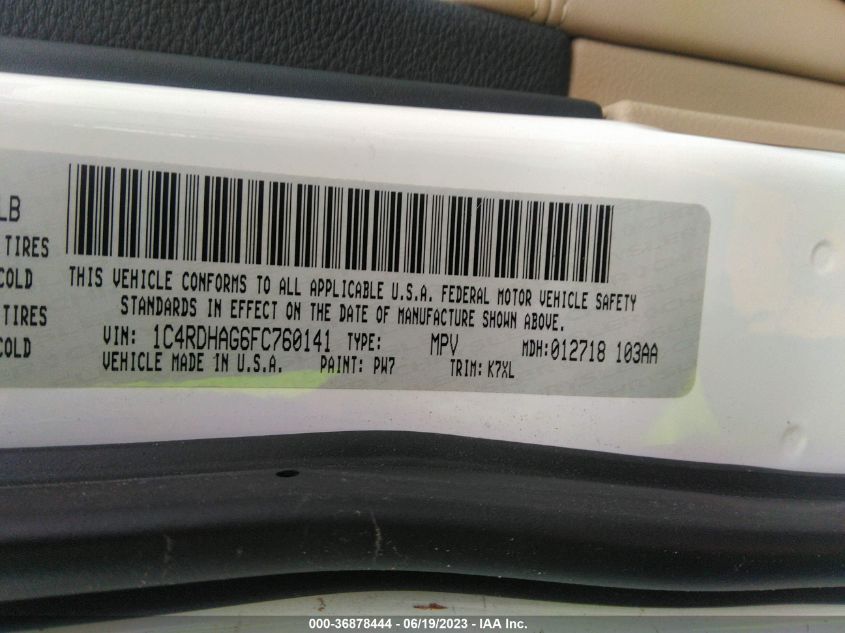 LB
TIRES
COLD
TIRES
COLD
THIS VEHICLE CONFORMS TO ALL APPLICABLE U.S.A. FEDERAL MOTOR VEHICLE SAFETY
STANDARDS IN EFFECT ON THE DATE OF MANUFACTURE SHOWN ABOVE.
VIN: 1C4RDHAG6FC760141 TYPE: MPV MDH:012718 103AA
VEHICLE MADE IN U.S.A. PAINT: PW7 TRIM: K7XL
000-36878444 - 06/19/2023 - IAA Inc.